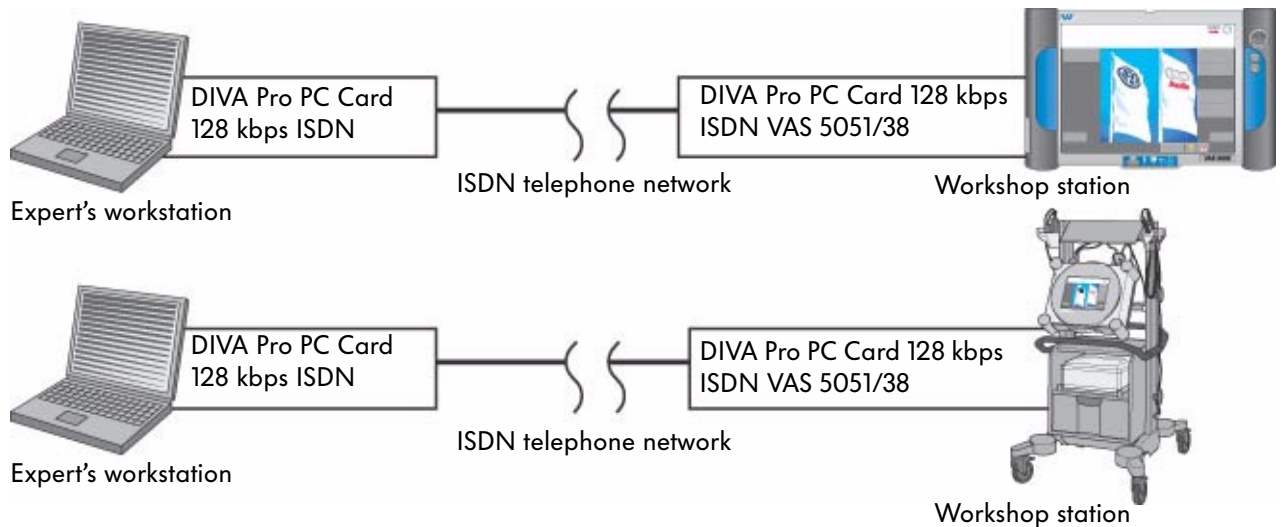 DIVA Pro PC Card
128 kbps ISDN
DIVA Pro PC Card 128 kbps
ISDN VAS 5051/38
ISDN telephone network
Workshop station
Expert's workstation
DIVA Pro PC Card
128 kbps ISDN
DIVA Pro PC Card 128 kbps
ISDN VAS 5051/38
ISDN telephone network
Expert's workstation
Workshop station